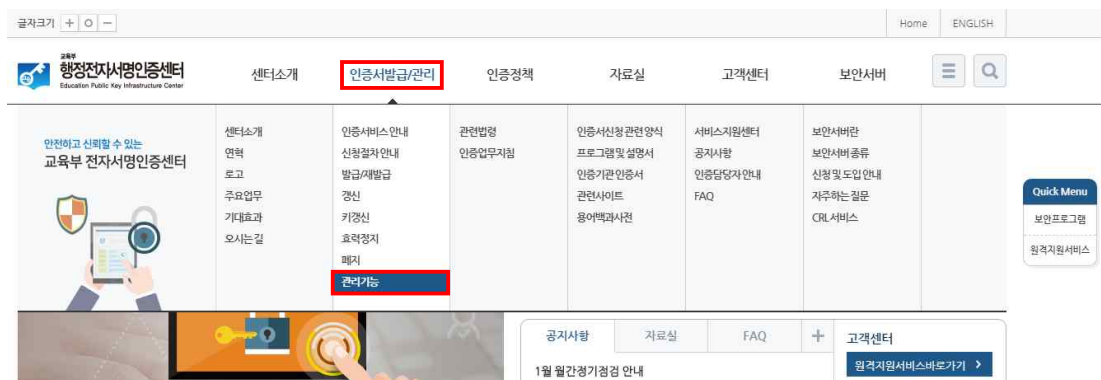 글자크기 + O −
Home ENGLISH
교육부
행정전자서명인증센터
Education Public Key Infrastructure Center
센터소개 인증서발급/관리 인증정책 자료실 고객센터 보안서버
안전하고 신뢰할 수 있는
교육부 전자서명인증센터
센터소개
연혁
로고
주요업무
기대효과
오시는길
인증서비스안내
신청절차안내
발급/재발급
갱신
키갱신
효력정지
폐지
관리기능
관련법령
인증업무지침
인증서신청관련양식
프로그램및설명서
인증기관인증서
관련사이트
용어백과사전
서비스지원센터
공지사항
인증담당자안내
FAQ
보안서버란
보안서버종류
신청및도입안내
자주하는질문
CRL서비스
Quick Menu
보안프로그램
원격지원서비스
공지사항 자료실 FAQ +
1월 월간정기점검 안내
고객센터
원격지원서비스바로가기 >